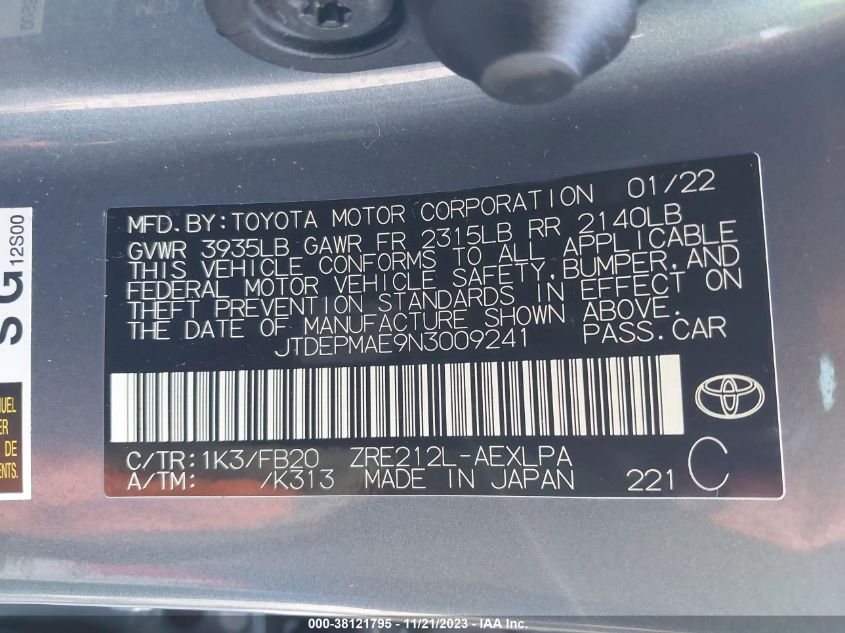 MFD.BY:TOYOTA MOTOR CORPORATION 01/22
GVWR 3935LB GAWR FR 2315LB RR 2140LB
THIS VEHICLE CONFORMS TO ALL APPLICABLE
FEDERAL MOTOR VEHICLE SAFETY,BUMPER,AND
THEFT PREVENTION STANDARDS IN EFFECT ON
THE DATE OF MANUFACTURE SHOWN ABOVE.
JTDEPMAE9N3009241 PASS.CAR
C/TR:1K3/FB20 ZRE212L-AEXLPA
A/TM: /K313 MADE IN JAPAN 221 C
SG
12S00
DE
000-38121795 - 11/21/2023 - IAA Inc.